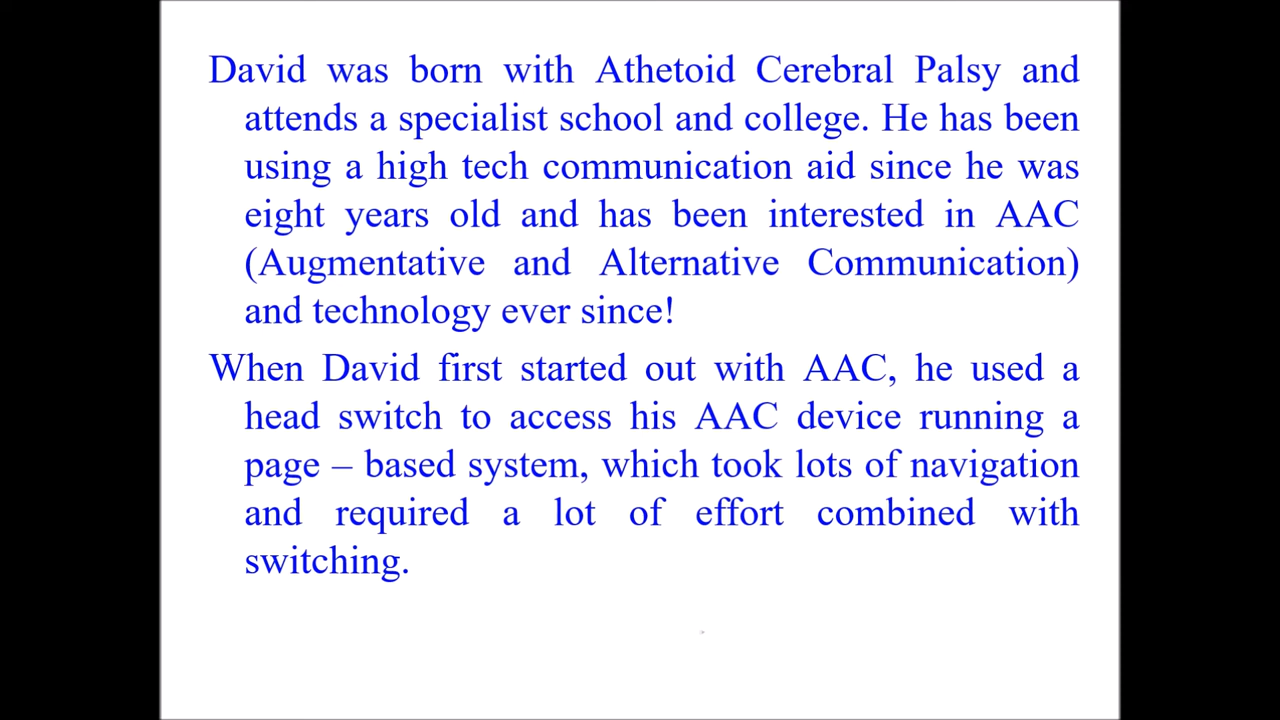 David was born with Athetoid Cerebral Palsy and
attends a specialist school and college. He has been
using a high tech communication aid since he was
eight years old and has been interested in AAC
(Augmentative and Alternative Communication)
and technology ever since!
When David first started out with AAC, he used a
head switch to access his AAC device running a
page – based system, which took lots of navigation
and required a lot of effort combined with
switching.